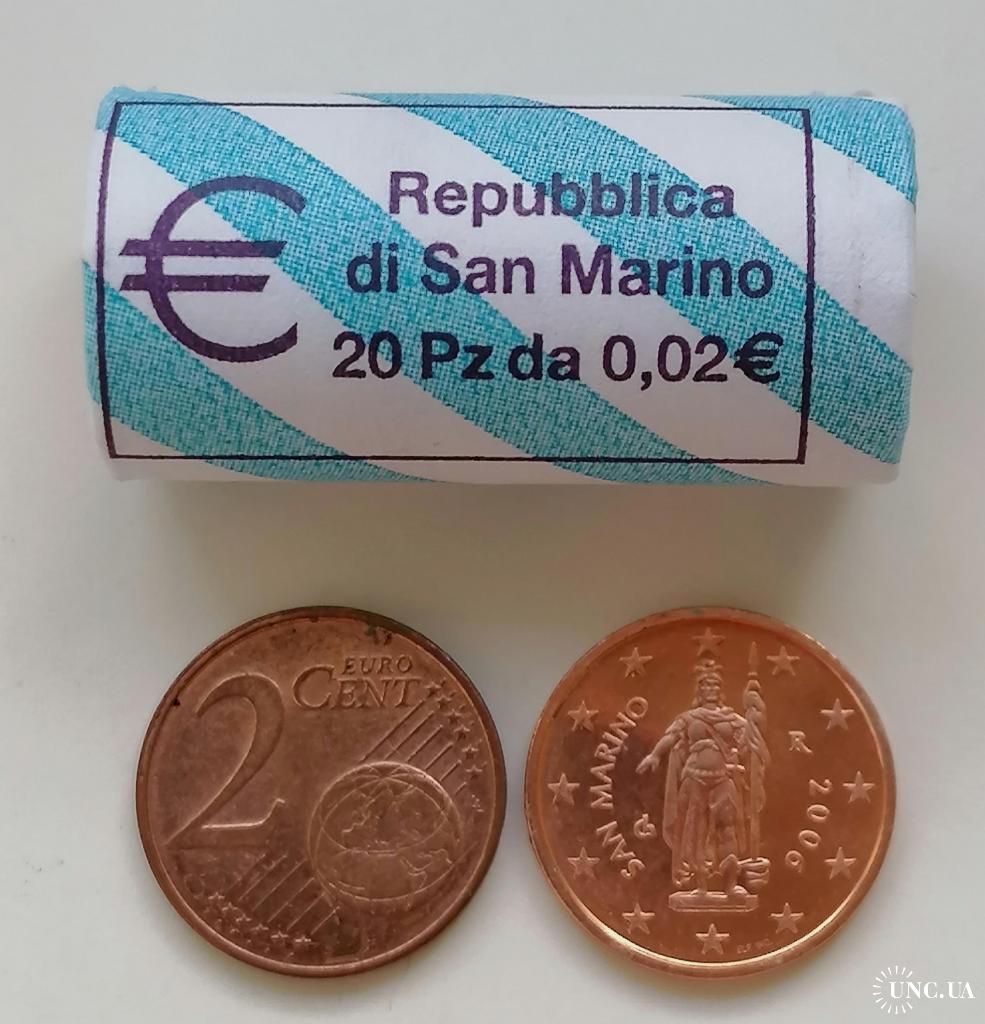 €
Repubblica
di San Marino
20 Pz da 0,02€
2
EURO
CENT
SAN MARINO
R
2006
UNC.UA